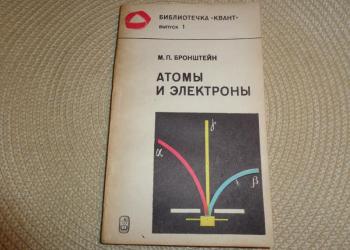 БИБЛИОТЕЧКА «КВАНТ»
ВЫПУСК 1
М. П. БРОНШТЕЙН
АТОМЫ
И ЭЛЕКТРОНЫ
γ
α
β